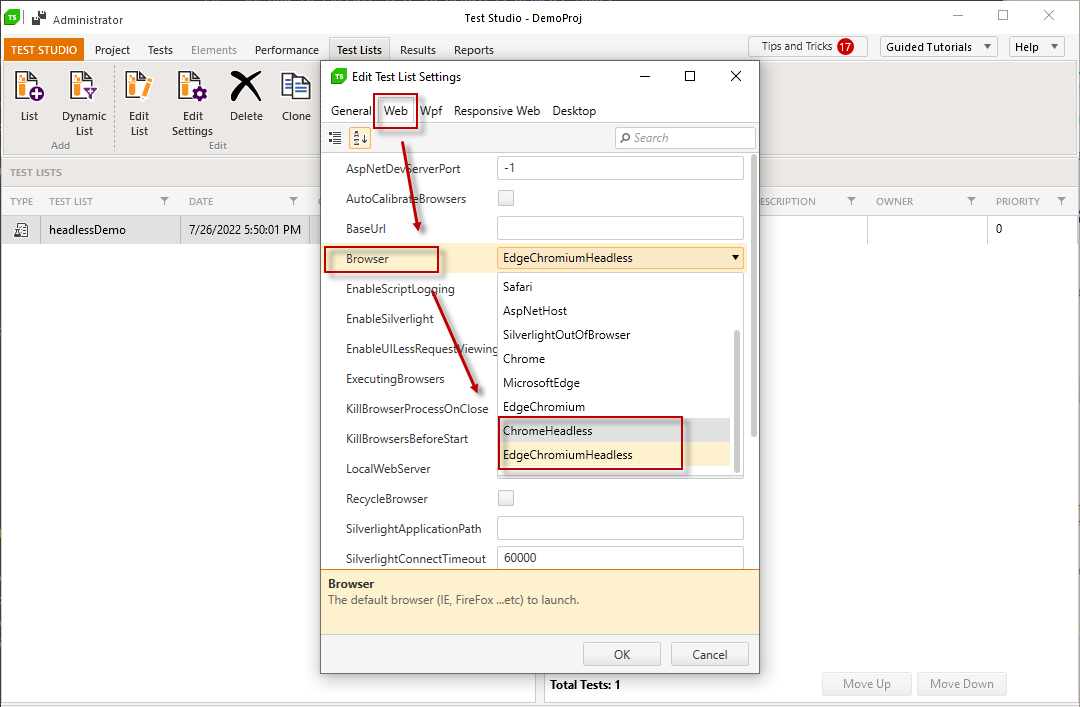 TS
Administrator
Test Studio - DemoProj
TEST STUDIO
Project
Tests
Elements
Performance
Test Lists
Results
Reports
Tips and Tricks 17
Guided Tutorials
Help
List
Dynamic
List
Add
Edit
List
Edit
Settings
Delete
Clone
Edit
TEST LISTS
TYPE
TEST LIST
DATE
ESCRIPTION
OWNER
PRIORITY
headlessDemo
7/26/2022 5:50:01 PM
0
TS
Edit Test List Settings
General
Web
Wpf
Responsive Web
Desktop
A
Z
Search
AspNetDevServerPort
-1
AutoCalibrateBrowsers
BaseUrl
Browser
EdgeChromiumHeadless
EnableScriptLogging
EnableSilverlight
EnableUILessRequestViewing
ExecutingBrowsers
KillBrowserProcessOnClose
KillBrowsersBeforeStart
LocalWebServer
Safari
AspNetHost
SilverlightOutOfBrowser
Chrome
MicrosoftEdge
EdgeChromium
ChromeHeadless
EdgeChromiumHeadless
RecycleBrowser
SilverlightApplicationPath
SilverlightConnectTimeout
60000
Browser
The default browser (IE, FireFox ...etc) to launch.
OK
Cancel
Total Tests: 1
Move Up
Move Down